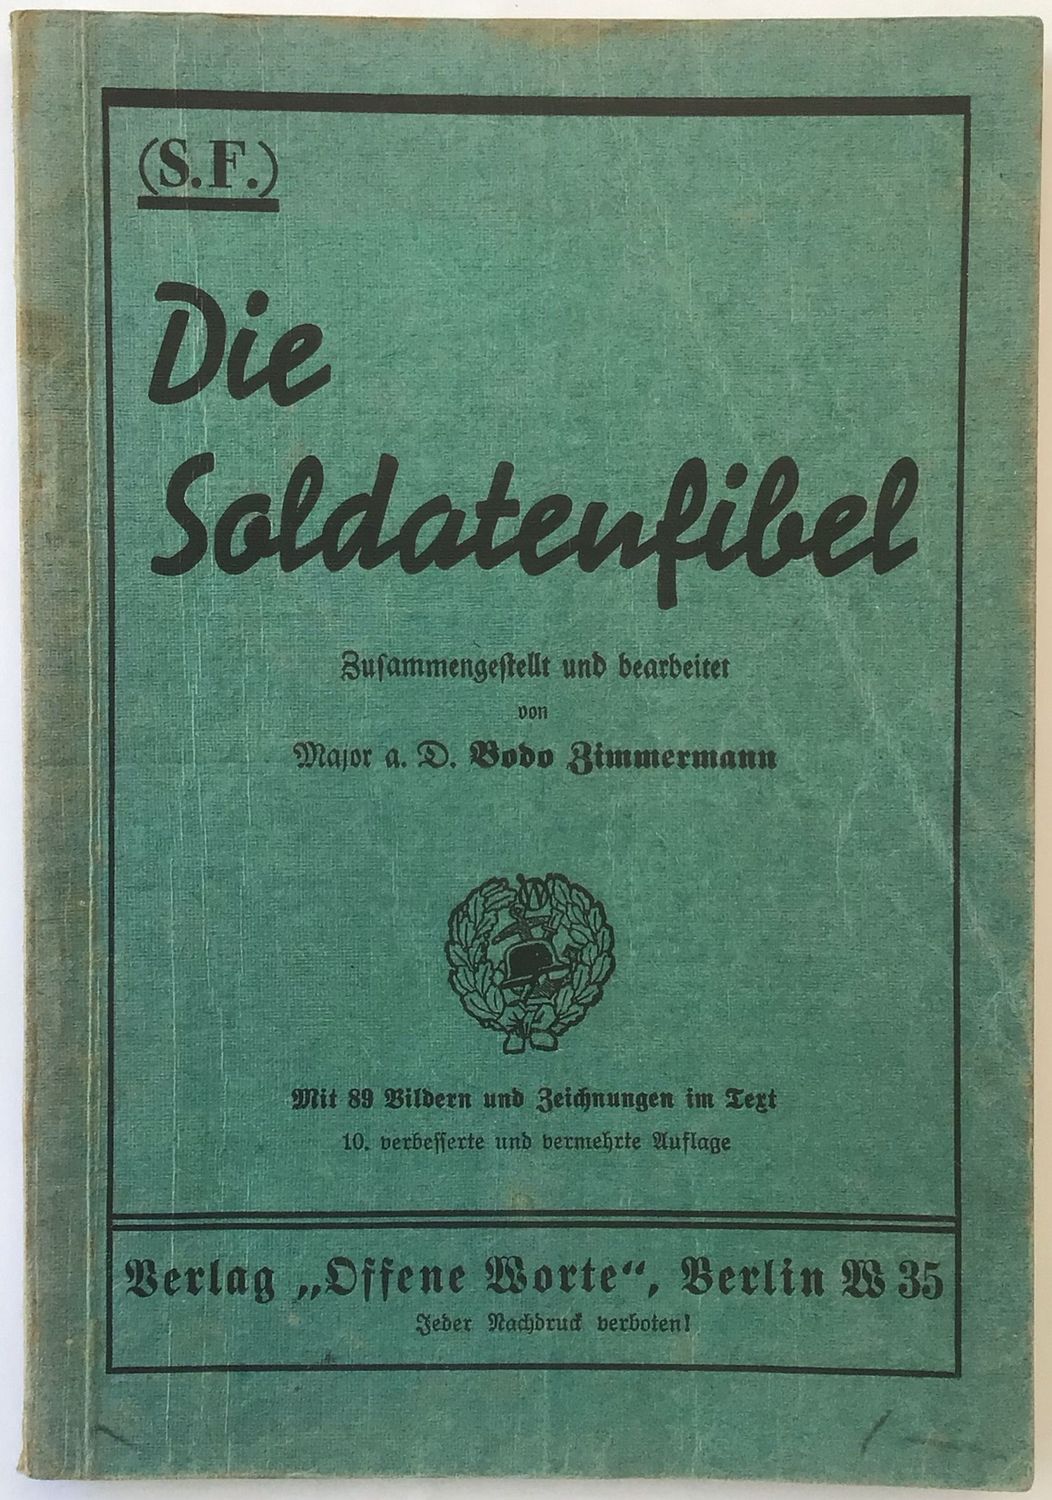 (S.F.)
Die
Soldatenfibel
Zusammengestellt und bearbeitet
von
Major a. D. Bodo Zimmermann
W
Mit 89 Bildern und Zeichnungen im Text
10. verbesserte und vermehrte Auflage
Verlag „Offene Worte“, Berlin W 35
Jeder Nachdruck verboten!